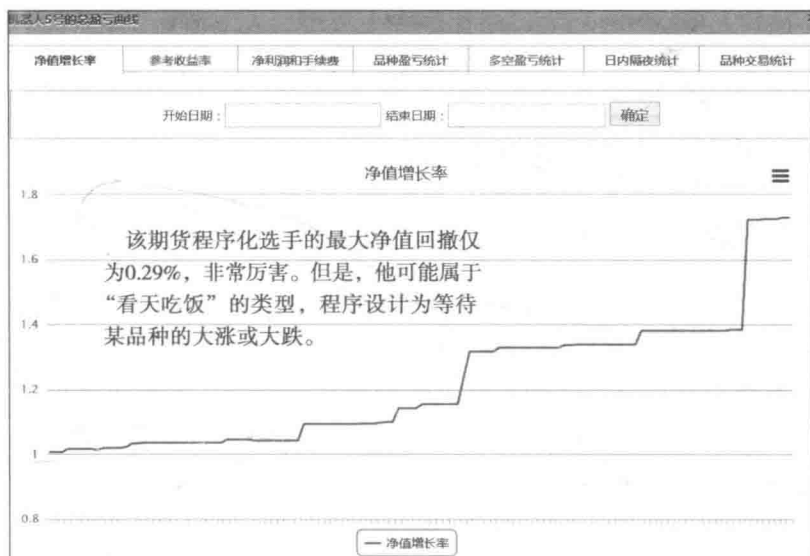 机器人5号的总盈亏曲线
净值增长率 参考收益率 净利润和手续费 品种盈亏统计 多空盈亏统计 日内隔夜统计 品种交易统计
开始日期： 结束日期： 确定
净值增长率
1.8
该期货程序化选手的最大净值回撤仅
为0.29%，非常厉害。但是，他可能属于
“看天吃饭”的类型，程序设计为等待
某品种的大涨或大跌。
1.6
1.4
1.2
1
0.8
净值增长率